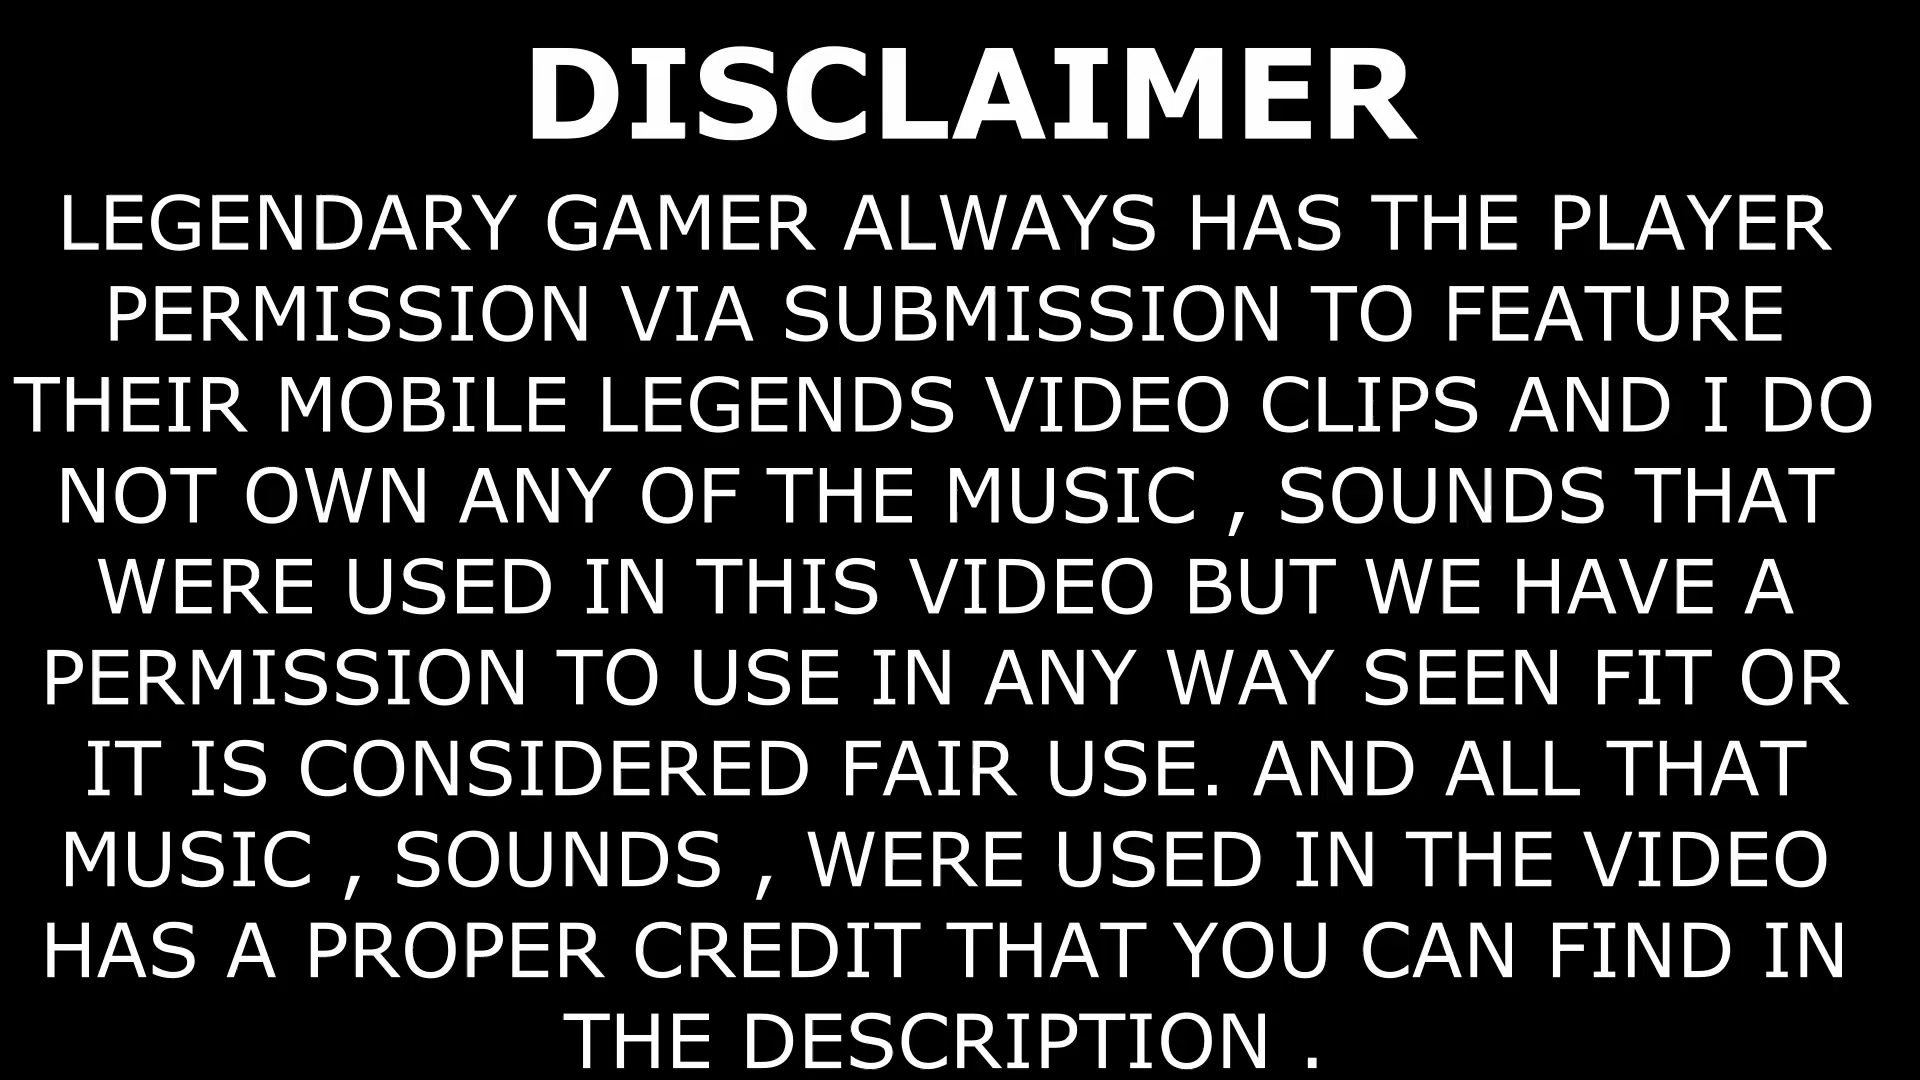 DISCLAIMER
LEGENDARY GAMER ALWAYS HAS THE PLAYER
PERMISSION VIA SUBMISSION TO FEATURE
THEIR MOBILE LEGENDS VIDEO CLIPS AND I DO
NOT OWN ANY OF THE MUSIC , SOUNDS THAT
WERE USED IN THIS VIDEO BUT WE HAVE A
PERMISSION TO USE IN ANY WAY SEEN FIT OR
IT IS CONSIDERED FAIR USE. AND ALL THAT
MUSIC , SOUNDS , WERE USED IN THE VIDEO
HAS A PROPER CREDIT THAT YOU CAN FIND IN
THE DESCRIPTION .